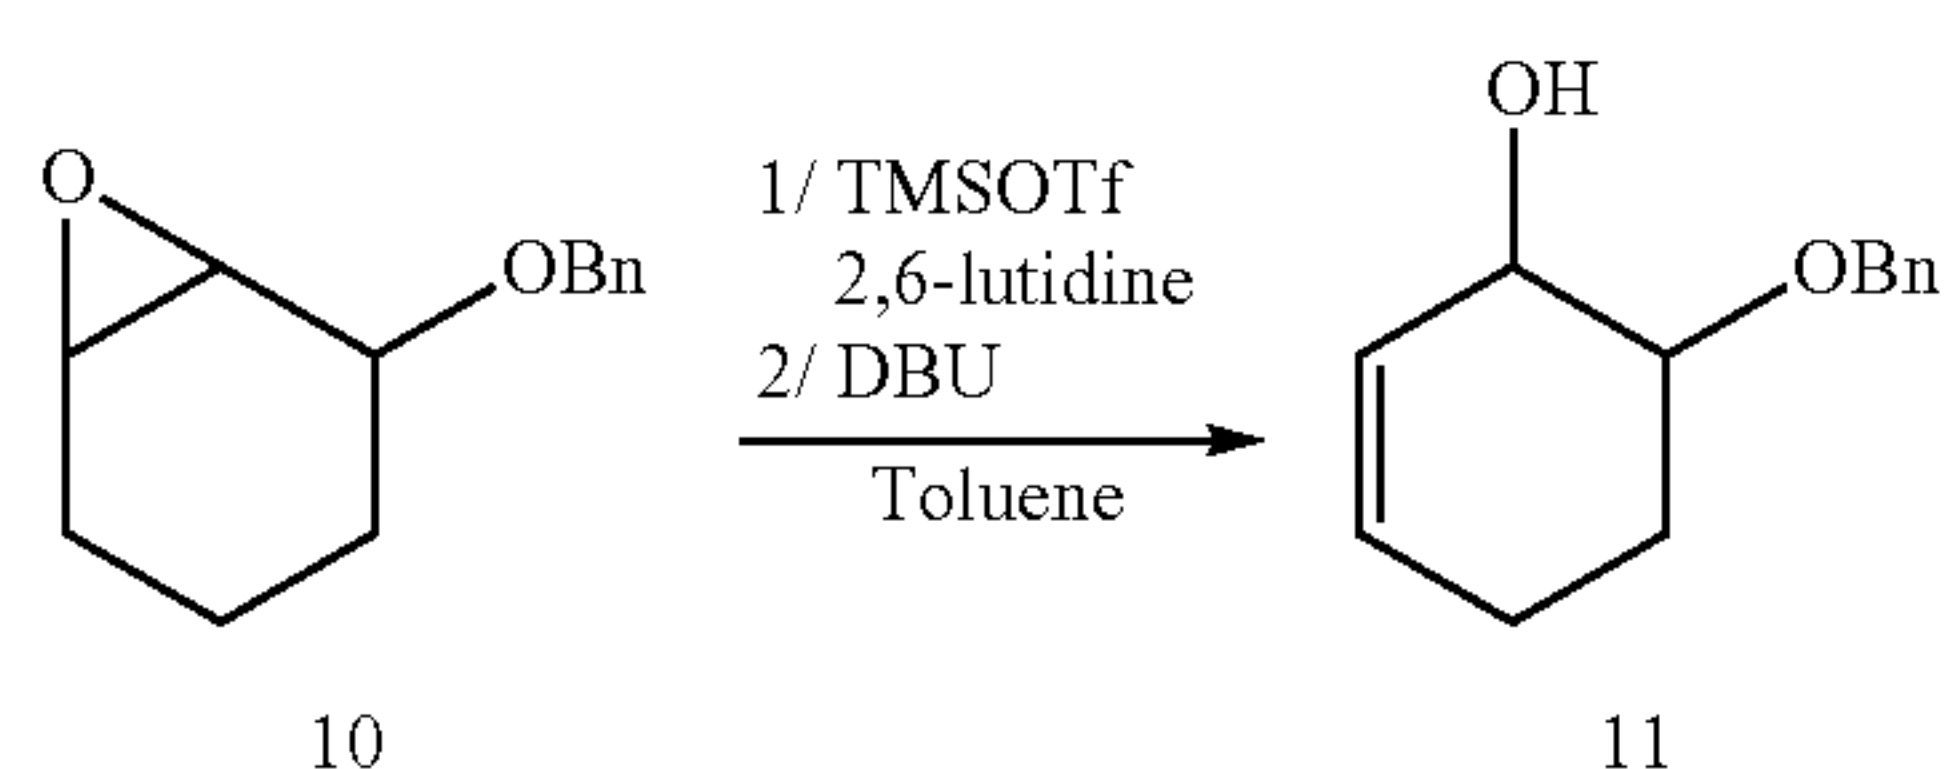 OH
O
1/ TMSOTf
OBn
OBn
2,6-lutidine
2/ DBU
Toluene
10
11